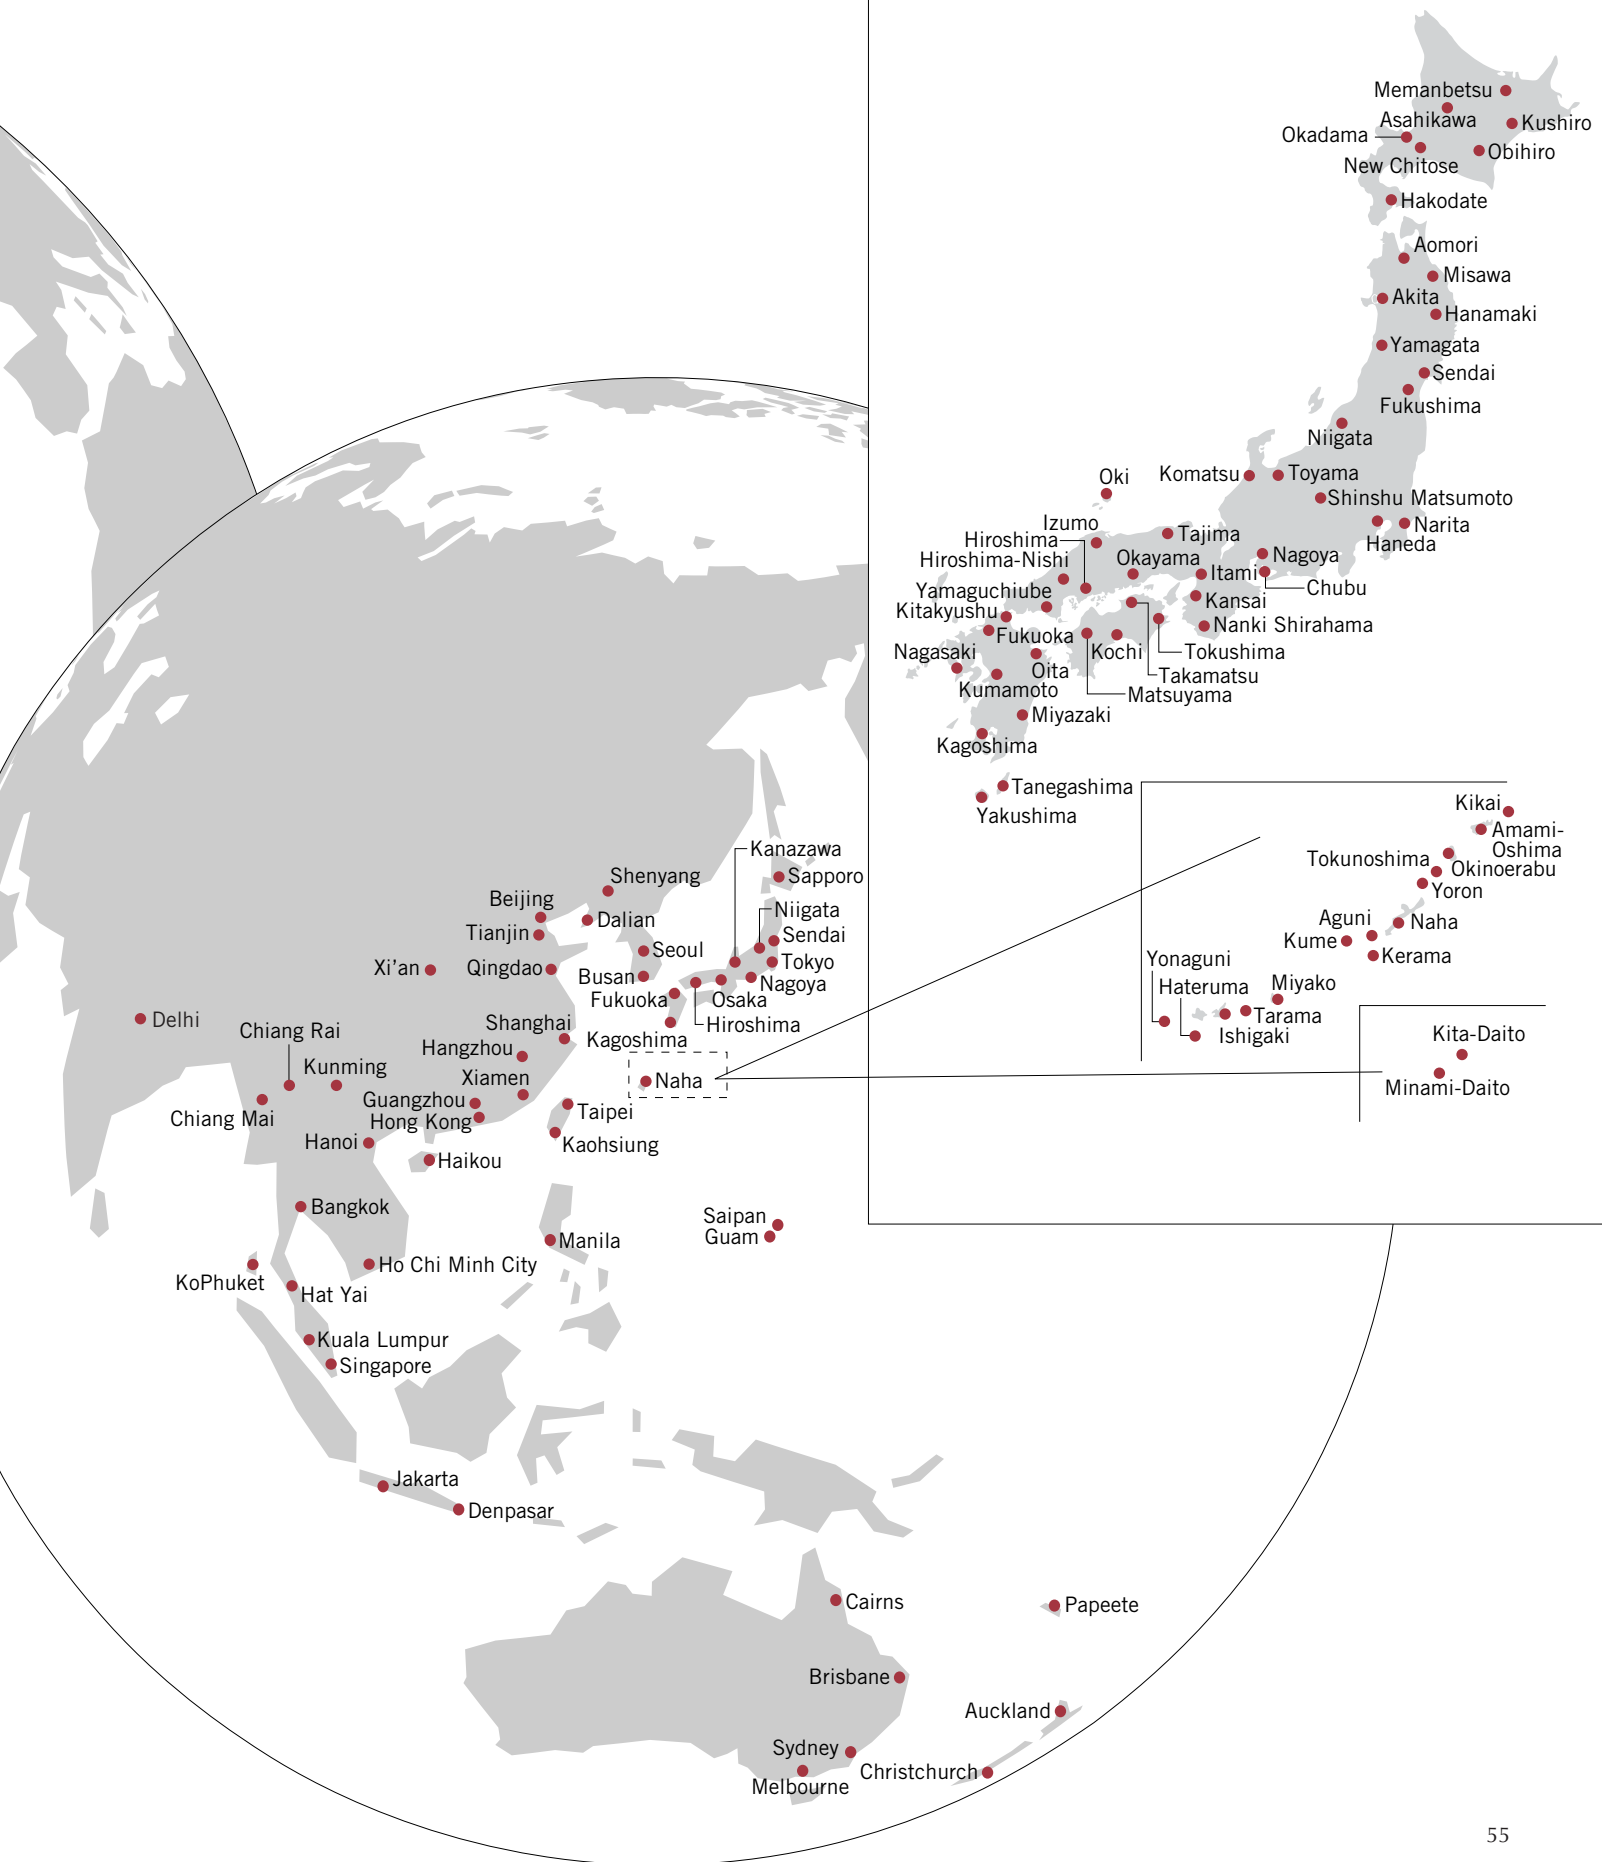 Memanbetsu
Asahikawa
Kushiro
Okadama
Obihiro
New Chitose
Hakodate
Aomori
Misawa
Akita
Hanamaki
Yamagata
Sendai
Fukushima
Niigata
Komatsu
Toyama
Oki
Shinshu Matsumoto
Izumo
Narita
Hiroshima
Tajima
Haneda
Hiroshima-Nishi
Okayama
Nagoya
Itami
Chubu
Yamaguchiube
Kansai
Kitakyushu
Nanki Shirahama
Fukuoka
Nagasaki
Kochi
Tokushima
Oita
Takamatsu
Kumamoto
Matsuyama
Miyazaki
Kagoshima
Tanegashima
Yakushima
Kikai
Amami-
Oshima
Tokunoshima
Okinoerabu
Yoron
Aguni
Naha
Kume
Kerama
Yonaguni
Hateruma
Miyako
Tarama
Ishigaki
Kita-Daito
Minami-Daito
Kanazawa
Shenyang
Sapporo
Beijing
Niigata
Dalian
Tianjin
Sendai
Seoul
Tokyo
Xi’an
Qingdao
Busan
Nagoya
Fukuoka
Osaka
Delhi
Shanghai
Hiroshima
Chiang Rai
Kagoshima
Hangzhou
Kunming
Xiamen
Naha
Guangzhou
Chiang Mai
Hong Kong
Taipei
Hanoi
Kaohsiung
Haikou
Bangkok
Saipan
Guam
Manila
Ho Chi Minh City
KoPhuket
Hat Yai
Kuala Lumpur
Singapore
Jakarta
Denpasar
Cairns
Papeete
Brisbane
Auckland
Sydney
Christchurch
Melbourne
55